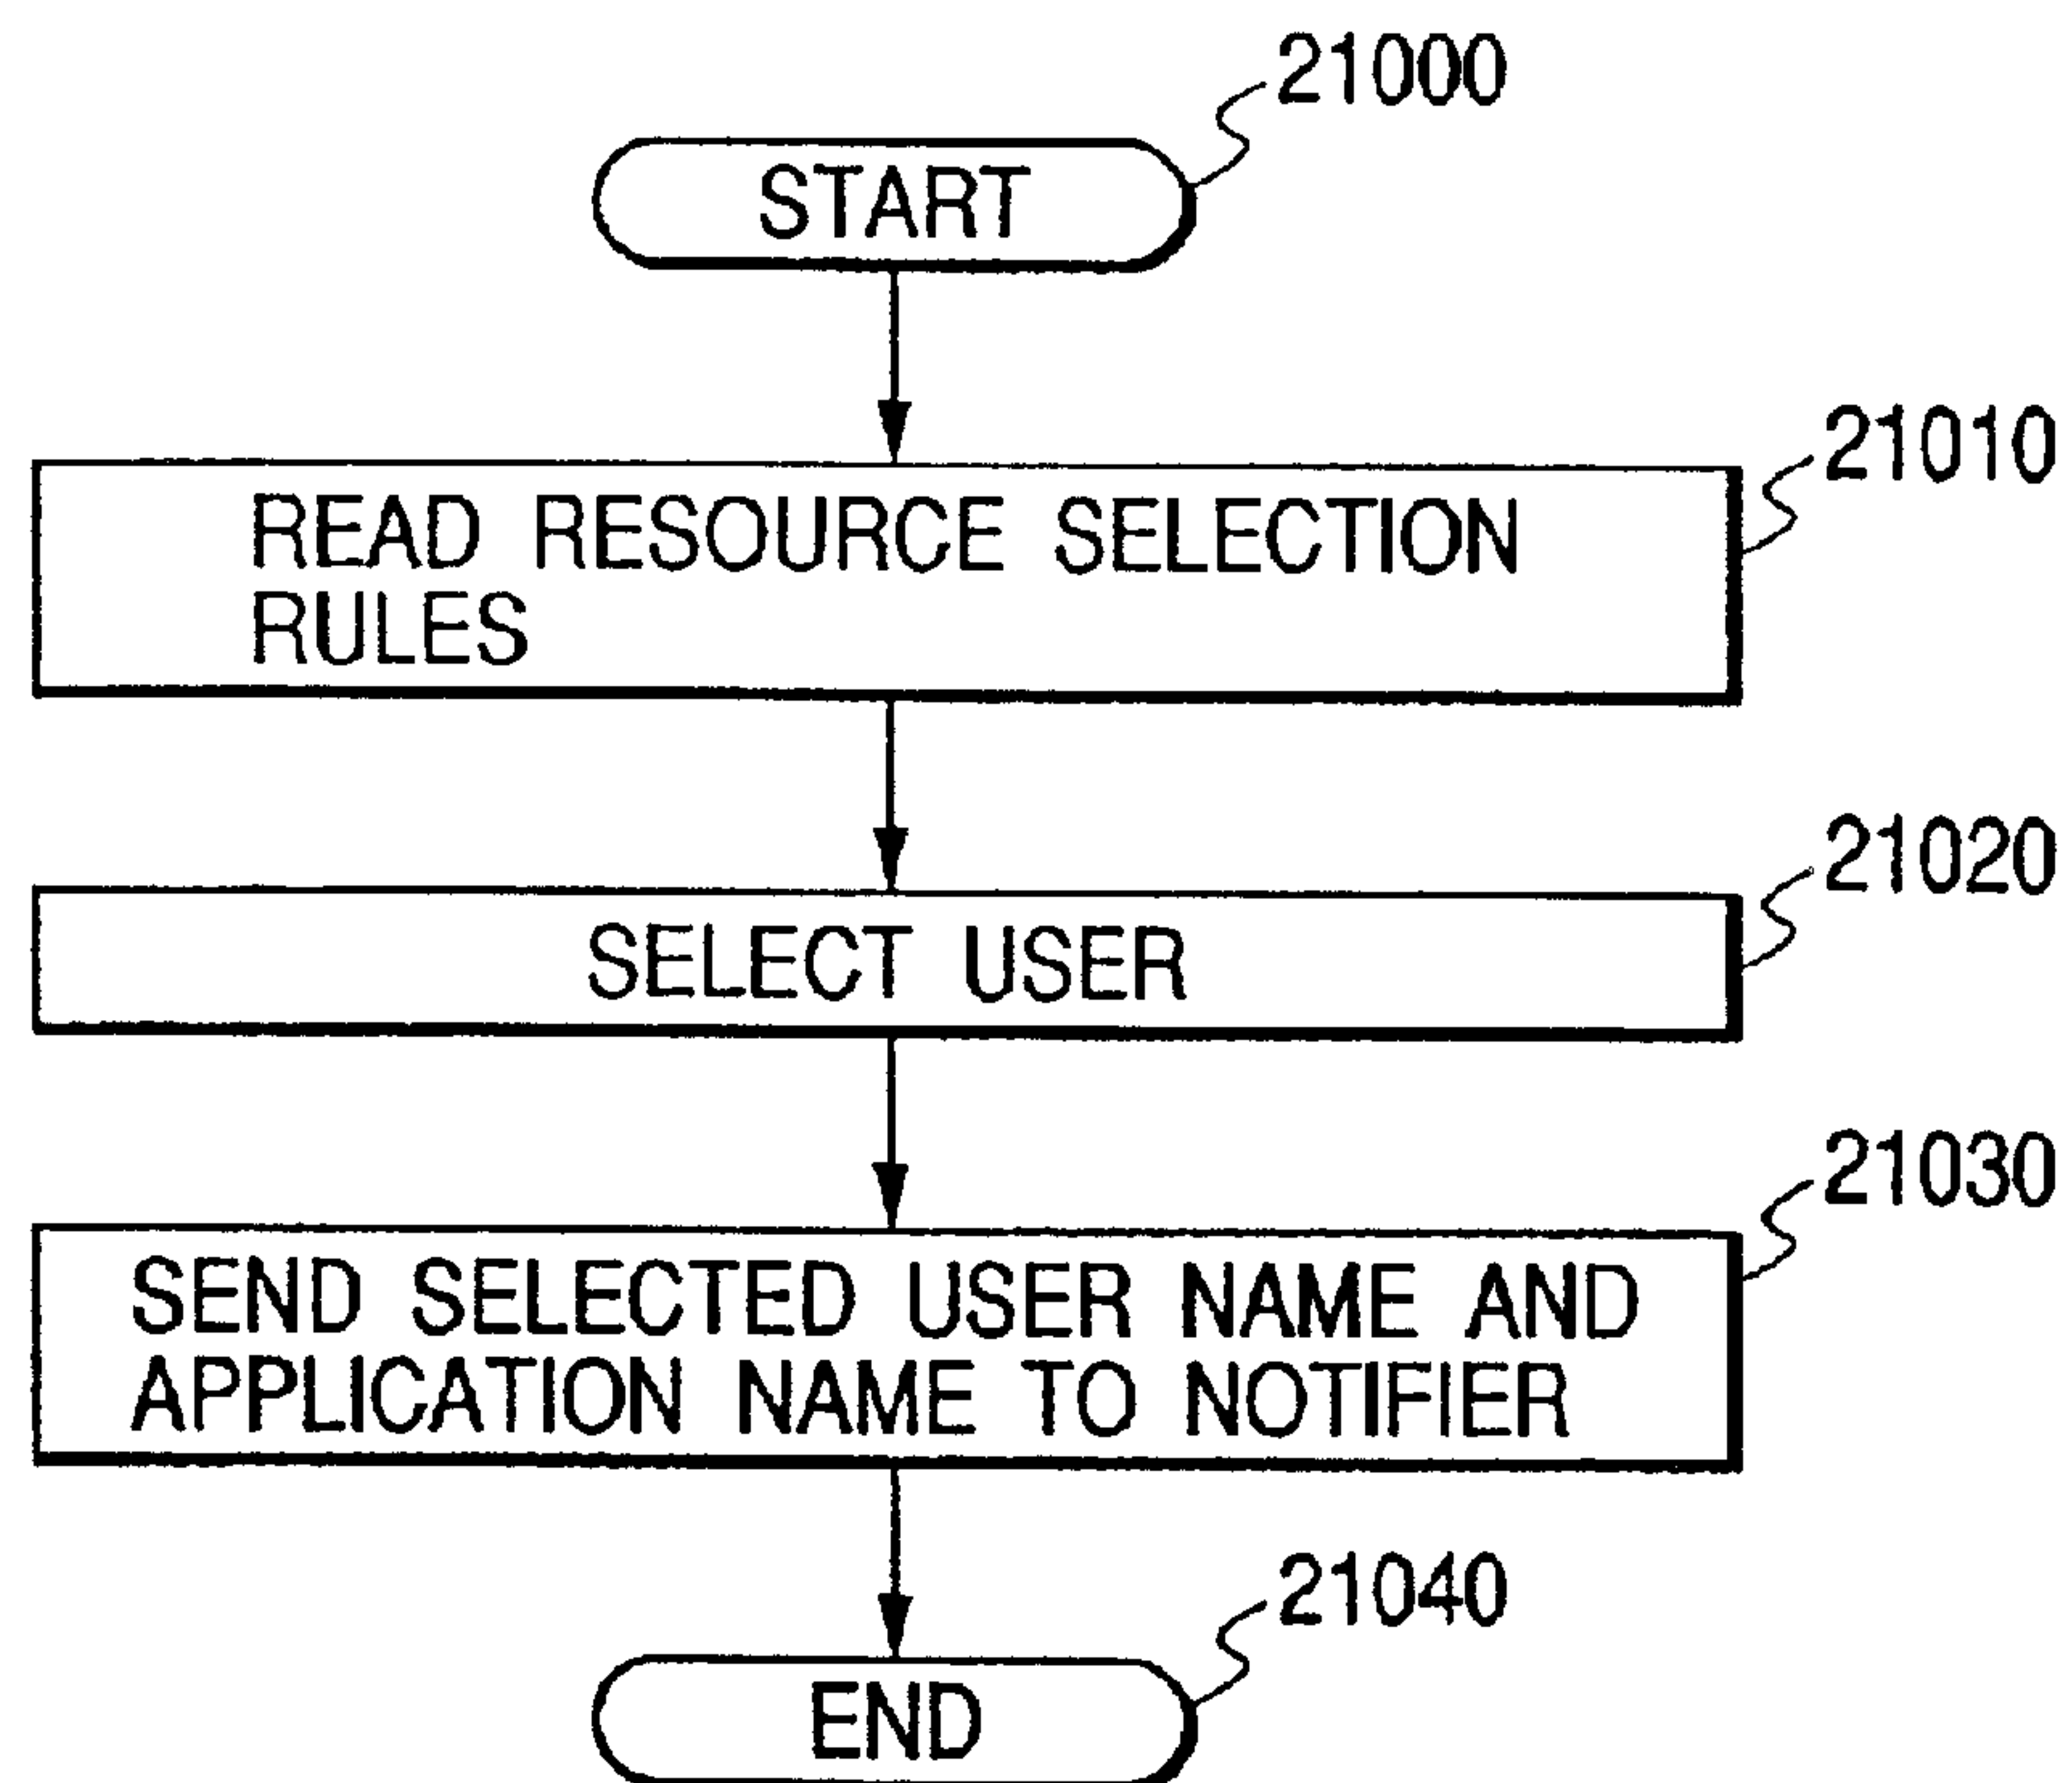 21000
START
21010
READ RESOURCE SELECTION
RULES
21020
SELECT USER
21030
SEND SELECTED USER NAME AND
APPLICATION NAME TO NOTIFIER
21040
END